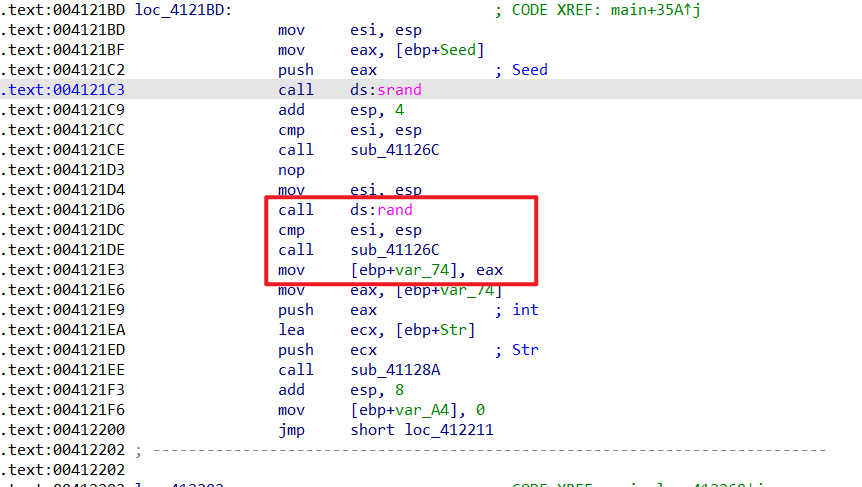 .text:004121BD loc_4121BD: ; CODE XREF: main+35A↑j
.text:004121BD mov esi, esp
.text:004121BF mov eax, [ebp+Seed]
.text:004121C2 push eax ; Seed
.text:004121C3 call ds:srand
.text:004121C9 add esp, 4
.text:004121CC cmp esi, esp
.text:004121CE call sub_41126C
.text:004121D3 nop
.text:004121D4 mov esi, esp
.text:004121D6 call ds:rand
.text:004121DC cmp esi, esp
.text:004121DE call sub_41126C
.text:004121E3 mov [ebp+var_74], eax
.text:004121E6 mov eax, [ebp+var_74]
.text:004121E9 push eax ; int
.text:004121EA lea ecx, [ebp+Str]
.text:004121ED push ecx ; Str
.text:004121EE call sub_41128A
.text:004121F3 add esp, 8
.text:004121F6 mov [ebp+var_A4], 0
.text:00412200 jmp short loc_412211
.text:00412202 ; ---------------------------------------------------------------------------
.text:00412202